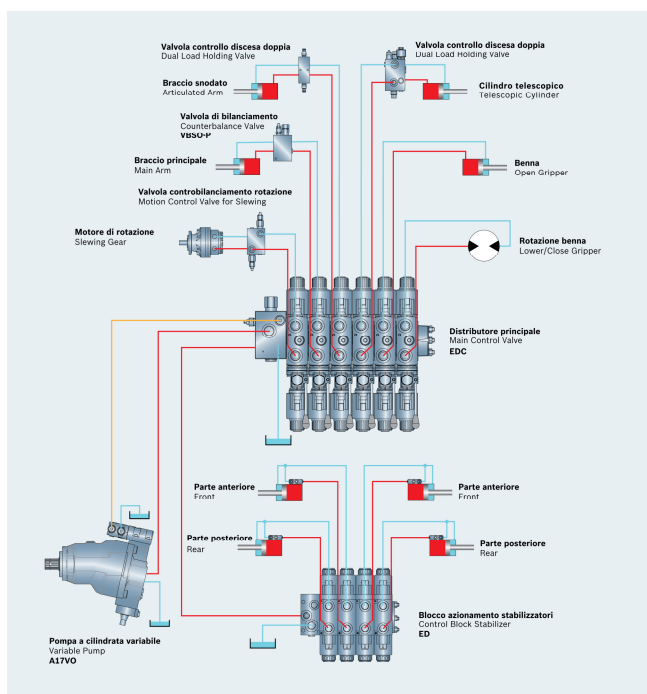 Valvola controllo discesa doppia
Dual Load Holding Valve
Braccio snodato
Articulated Arm
Valvola controllo discesa doppia
Dual Load Holding Valve
Cilindro telescopico
Telescopic Cylinder
Valvola di bilanciamento
Counterbalance Valve
VBSO-P
Braccio principale
Main Arm
Benna
Open Gripper
Valvola controbilanciamento rotazione
Motion Control Valve for Slewing
Motore di rotazione
Slewing Gear
Rotazione benna
Lower/Close Gripper
Distributore principale
Main Control Valve
EDC
Parte anteriore
Front
Parte anteriore
Front
Parte posteriore
Rear
Parte posteriore
Rear
Blocco azionamento stabilizzatori
Control Block Stabilizer
ED
Pompa a cilindrata variabile
Variable Pump
A17VO